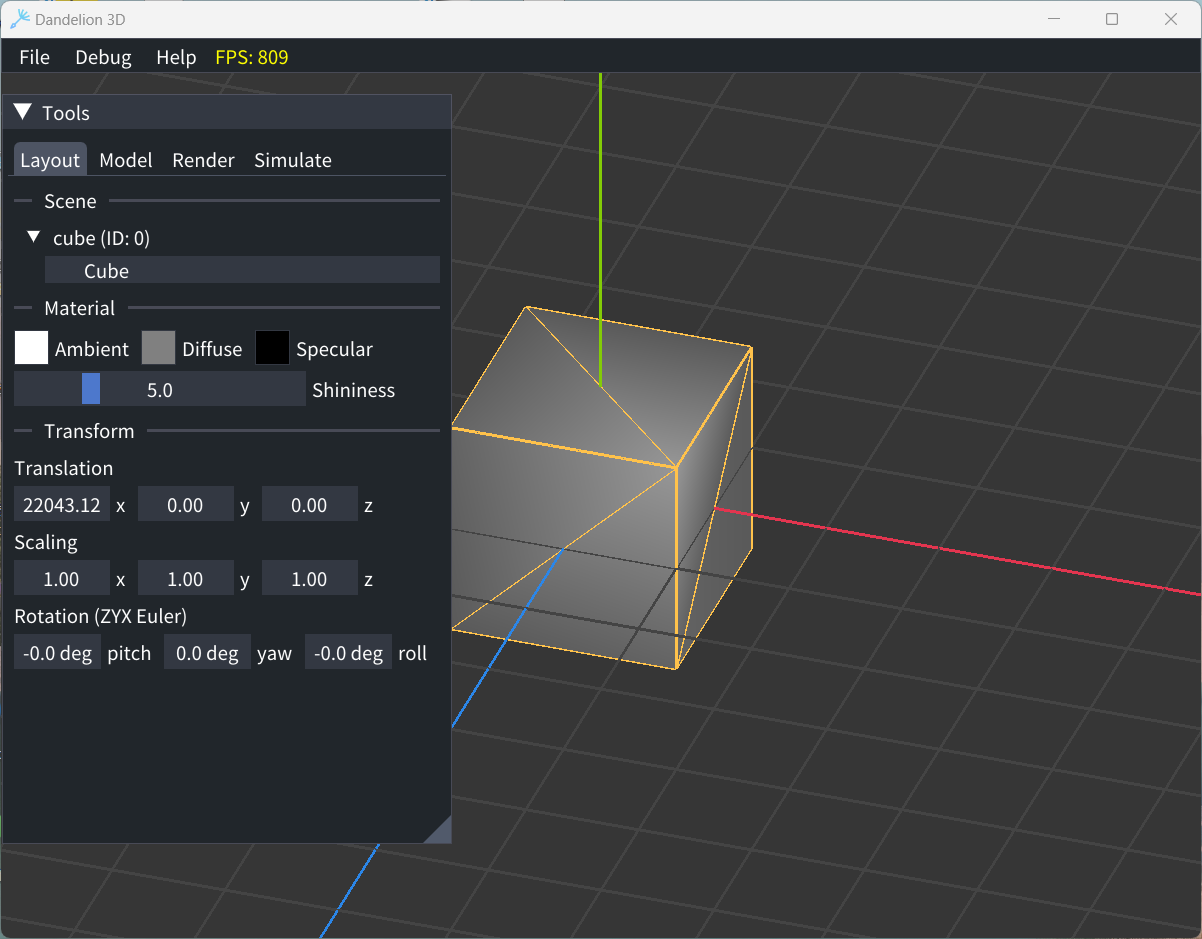 Dandelion 3D
File Debug Help FPS: 809
Tools
Layout Model Render Simulate
Scene
cube (ID: 0)
Cube
Material
Ambient Diffuse Specular
5.0 Shininess
Transform
Translation
22043.12 x 0.00 y 0.00 z
Scaling
1.00 x 1.00 y 1.00 z
Rotation (ZYX Euler)
-0.0 deg pitch 0.0 deg yaw -0.0 deg roll